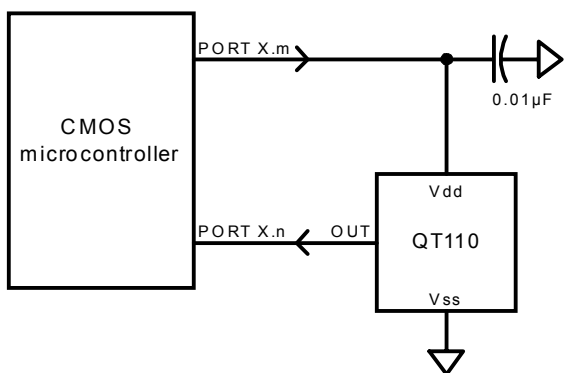 PORT X.m
0.01µF
CMOS
microcontroller
Vdd
PORT X.n
OUT
QT110
Vss